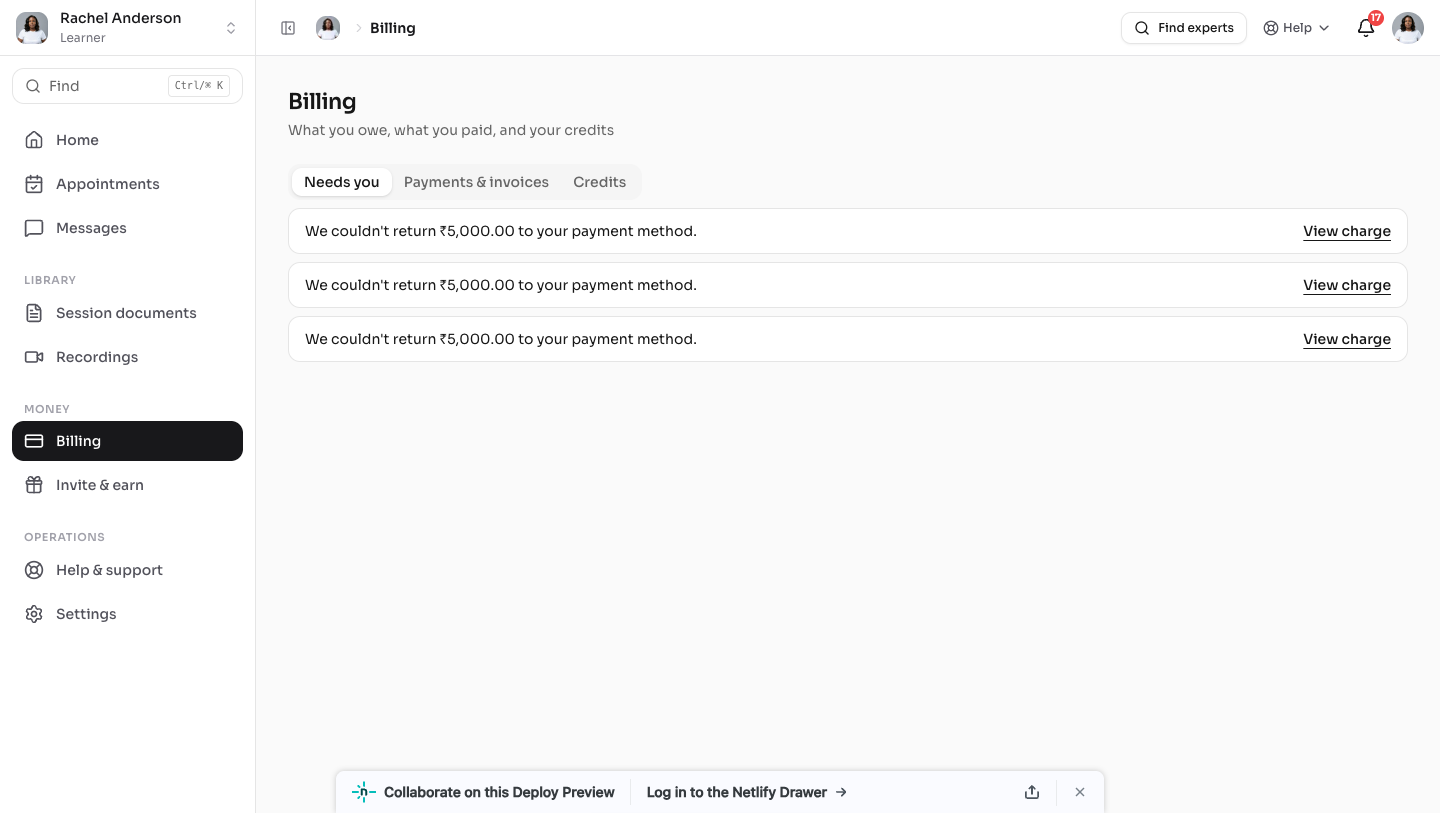 Rachel Anderson
Learner
Find
Ctrl/⌘ K
Home
Appointments
Messages
LIBRARY
Session documents
Recordings
MONEY
Billing
Invite & earn
OPERATIONS
Help & support
Settings
Billing
Find experts
Help
17
Billing
What you owe, what you paid, and your credits
Needs you
Payments & invoices
Credits
We couldn't return ₹5,000.00 to your payment method.
View charge
We couldn't return ₹5,000.00 to your payment method.
View charge
We couldn't return ₹5,000.00 to your payment method.
View charge
Collaborate on this Deploy Preview
Log in to the Netlify Drawer →